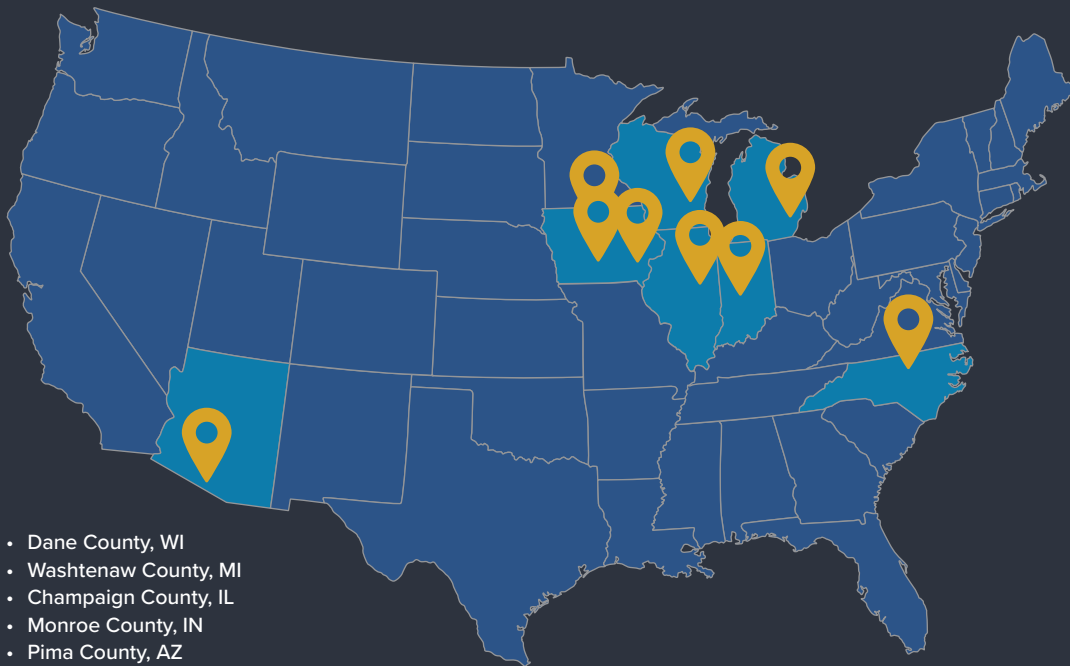 • Dane County, WI
• Washtenaw County, MI
• Champaign County, IL
• Monroe County, IN
• Pima County, AZ